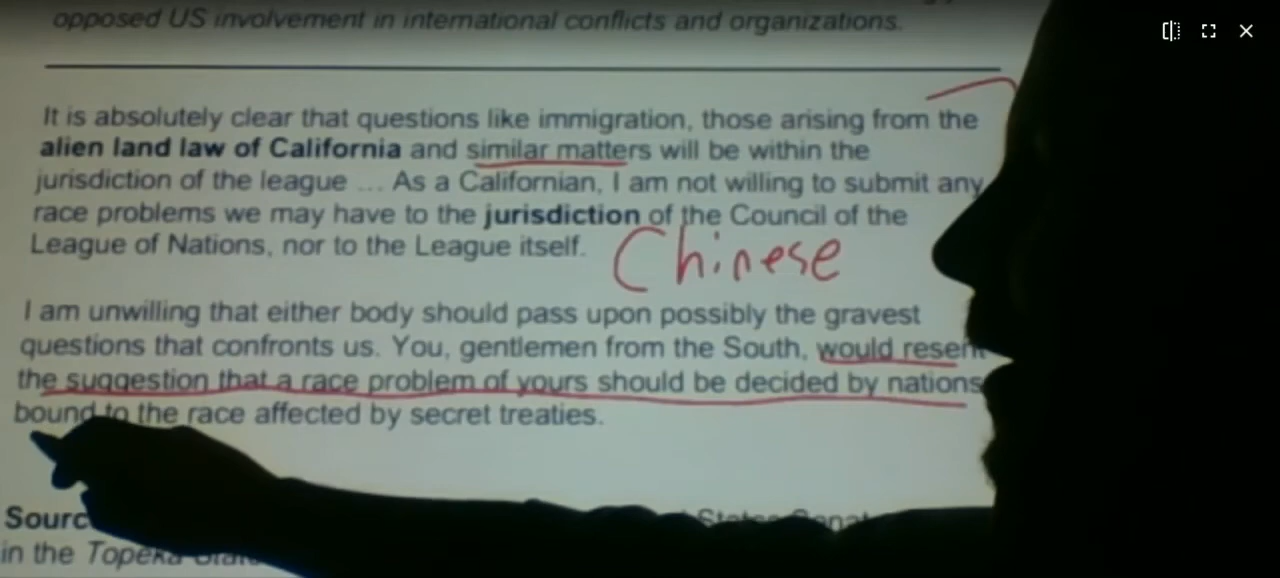 opposed US involvement in international conflicts and organizations.
It is absolutely clear that questions like immigration, those arising from the
alien land law of California and similar matters will be within the
jurisdiction of the league ... As a Californian, I am not willing to submit any
race problems we may have to the jurisdiction of the Council of the
League of Nations, nor to the League itself.
Chinese
I am unwilling that either body should pass upon possibly the gravest
questions that confronts us. You, gentlemen from the South, would resent
the suggestion that a race problem of yours should be decided by nations
bound to the race affected by secret treaties.
in the Topeka